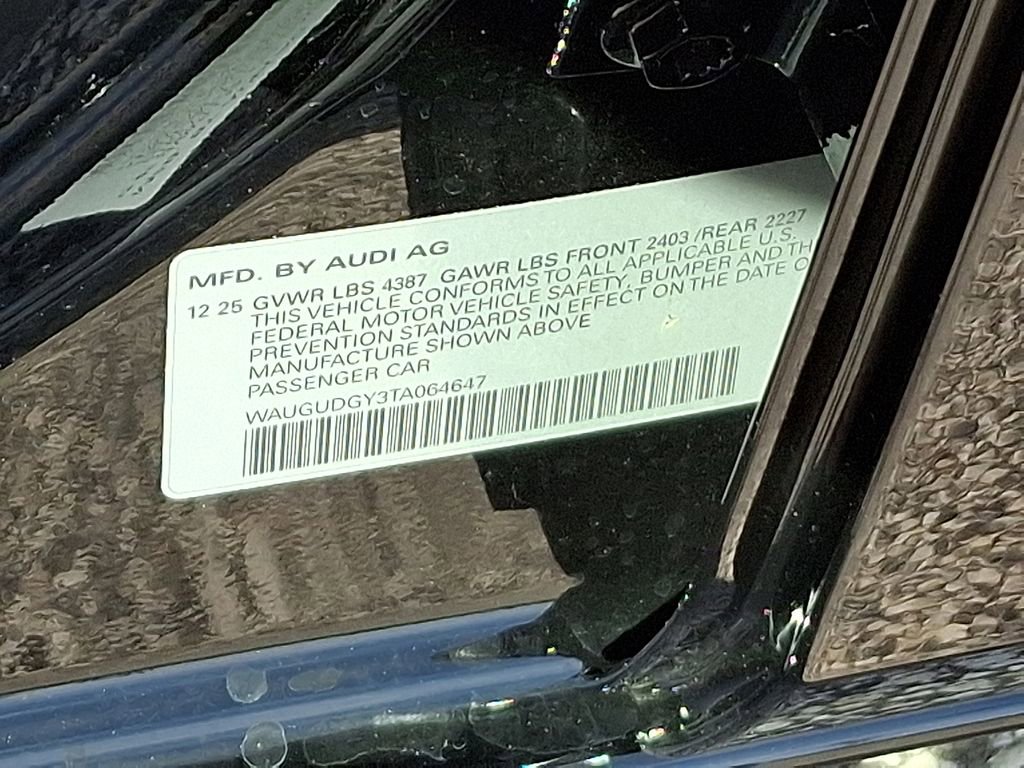 MFD. BY AUDI AG
12 25 GVWR LBS 4387 GAWR LBS FRONT 2403 /REAR 2227
THIS VEHICLE CONFORMS TO ALL APPLICABLE U.S.
FEDERAL MOTOR VEHICLE SAFETY, BUMPER AND TH
PREVENTION STANDARDS IN EFFECT ON THE DATE O
MANUFACTURE SHOWN ABOVE
PASSENGER CAR
WAUGUDGY3TA064647